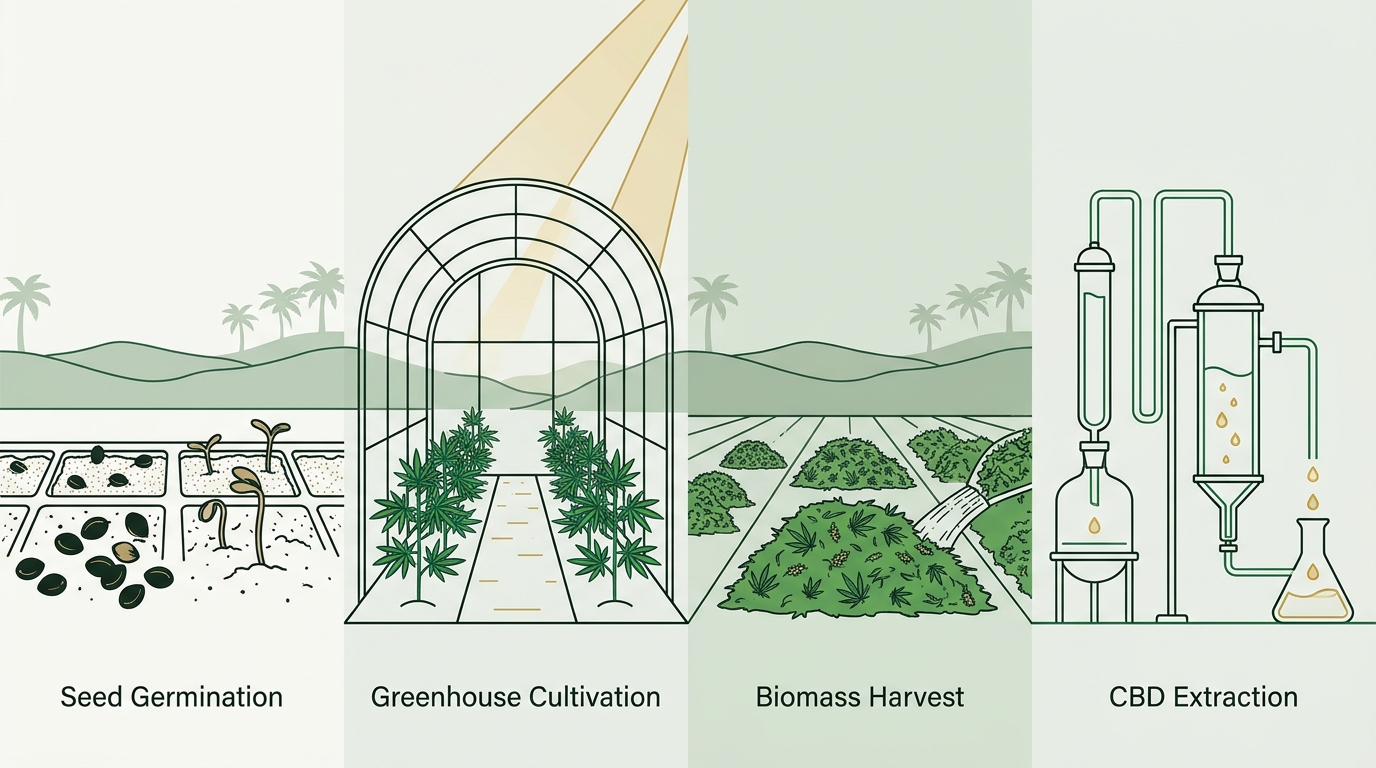 Seed Germination
Greenhouse Cultivation
Biomass Harvest
CBD Extraction